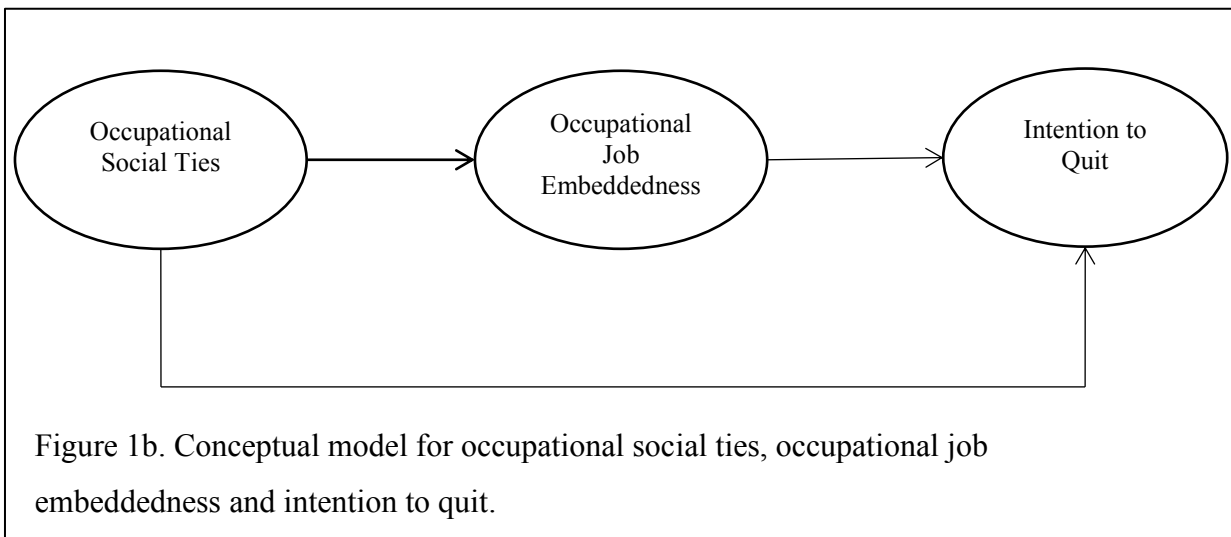 Occupational
Social Ties
Occupational
Job
Embeddedness
Intention to
Quit
Figure 1b. Conceptual model for occupational social ties, occupational job
embeddedness and intention to quit.